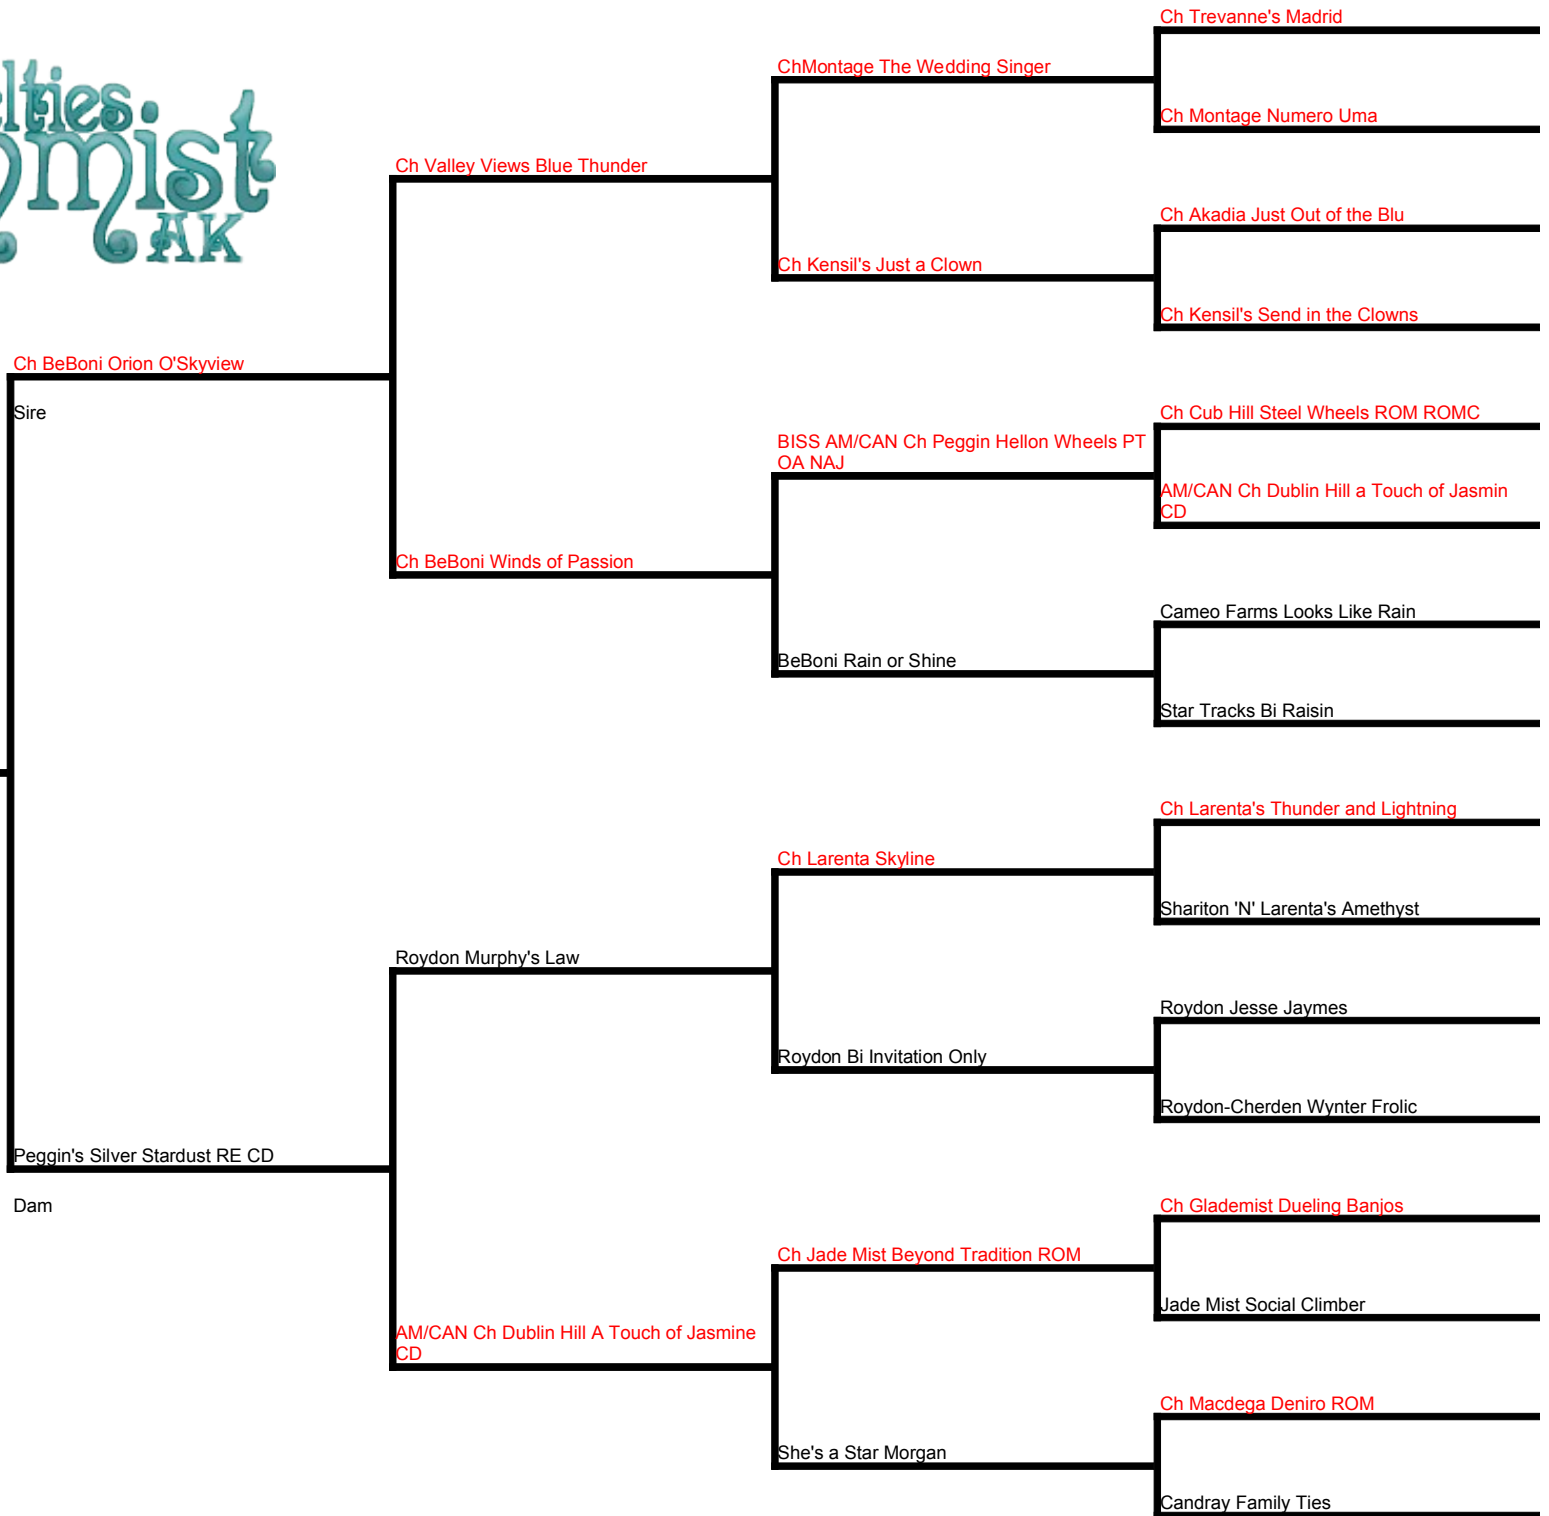 Ch Trevanne's Madrid
ChMontage The Wedding Singer
Ch Montage Numero Uma
Ch Valley Views Blue Thunder
Ch Akadia Just Out of the Blu
Ch Kensil's Just a Clown
Ch Kensil's Send in the Clowns
Ch BeBoni Orion O'Skyview
Sire
Ch Cub Hill Steel Wheels ROM ROMC
BISS AM/CAN Ch Peggin Hellon Wheels PT
OA NAJ
AM/CAN Ch Dublin Hill a Touch of Jasmin
CD
Ch BeBoni Winds of Passion
Cameo Farms Looks Like Rain
BeBoni Rain or Shine
Star Tracks Bi Raisin
Ch Larenta's Thunder and Lightning
Ch Larenta Skyline
Shariton 'N' Larenta's Amethyst
Roydon Murphy's Law
Roydon Jesse Jaymes
Roydon Bi Invitation Only
Roydon-Cherden Wynter Frolic
Peggin's Silver Stardust RE CD
Dam
Ch Glademist Dueling Banjos
Ch Jade Mist Beyond Tradition ROM
Jade Mist Social Climber
AM/CAN Ch Dublin Hill A Touch of Jasmine
CD
Ch Macdega Deniro ROM
She's a Star Morgan
Candray Family Ties
AK